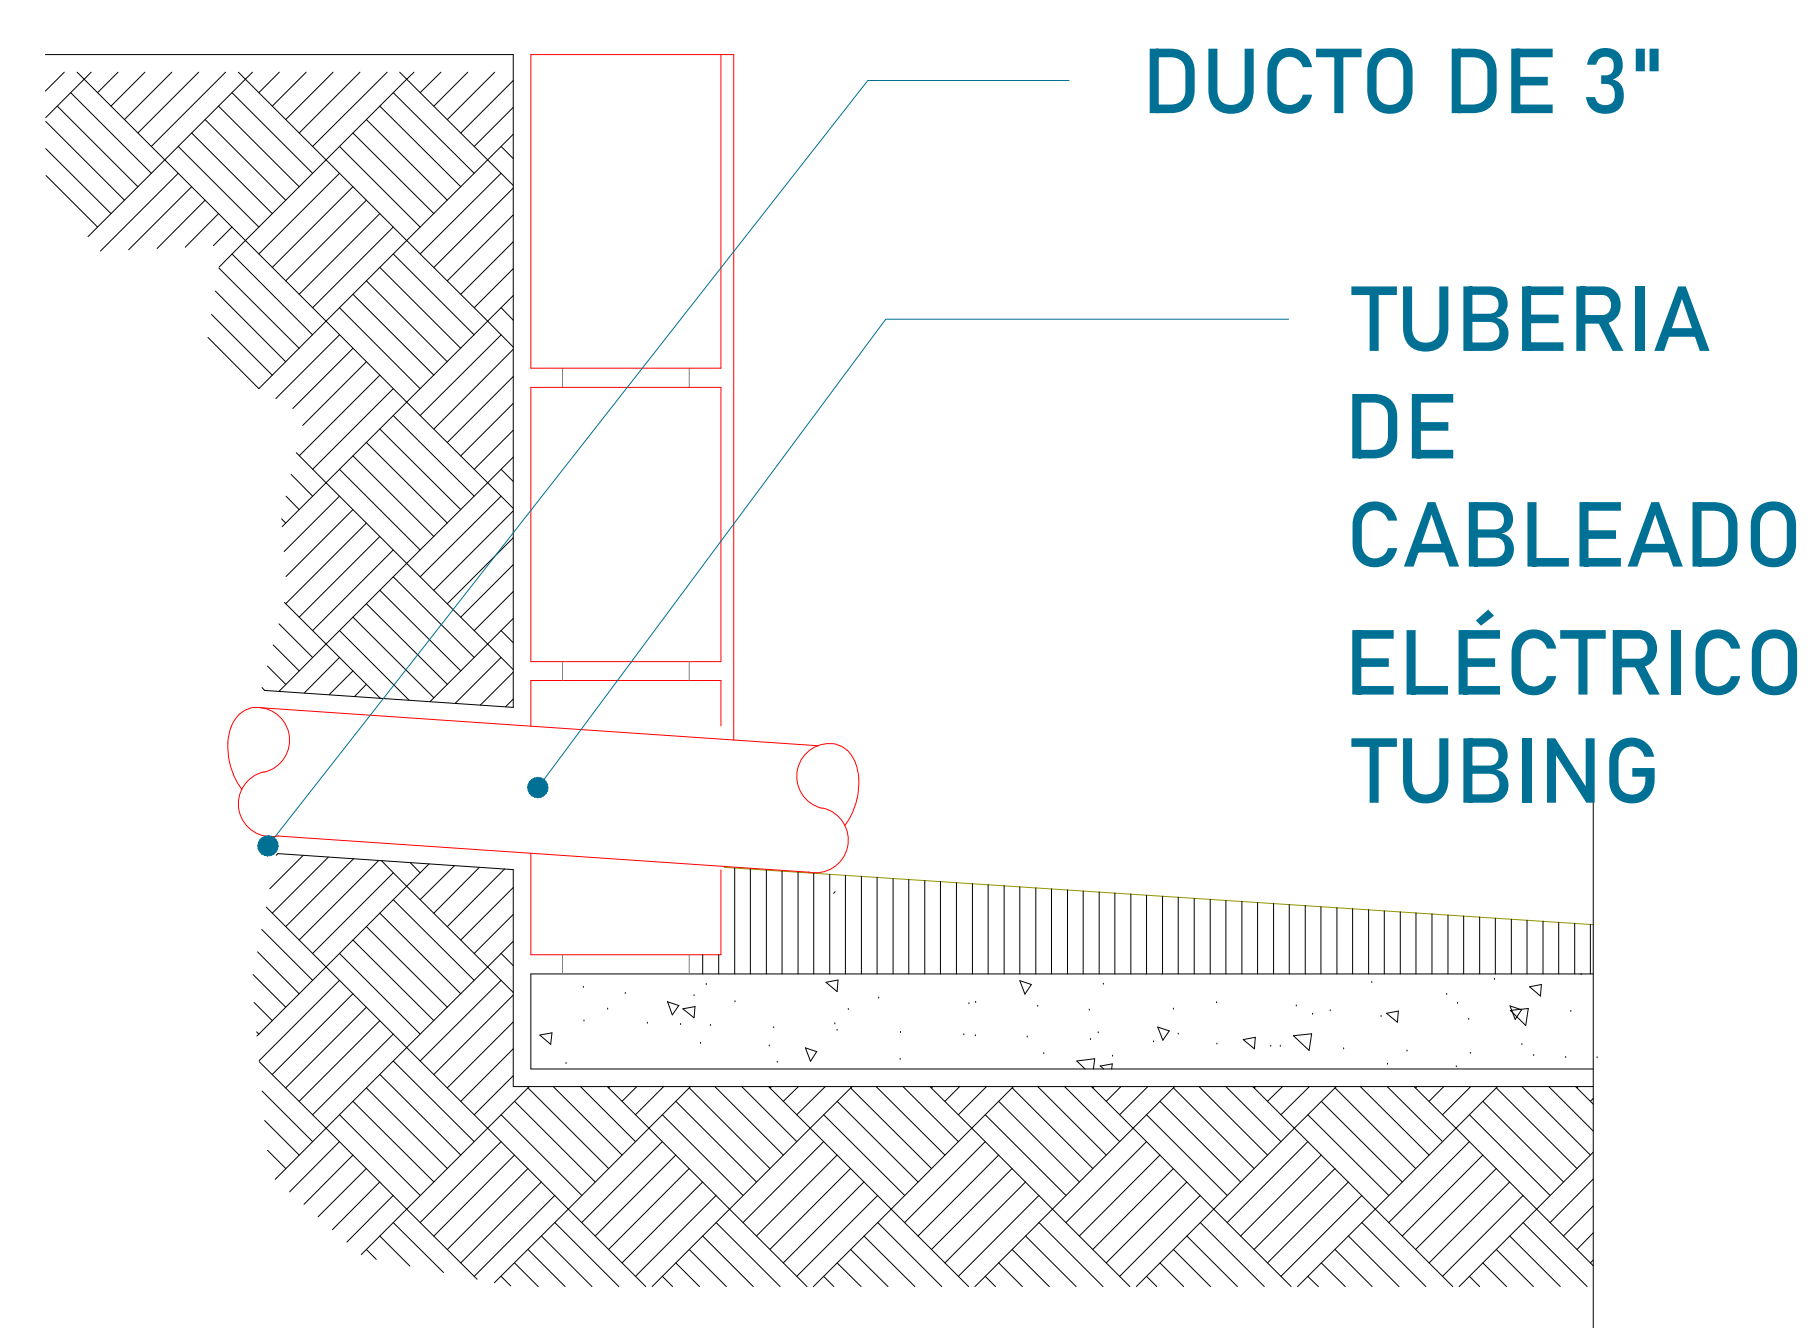 DUCTO DE 3"
TUBERIA
DE
CABLEADO
ELÉCTRICO
TUBING